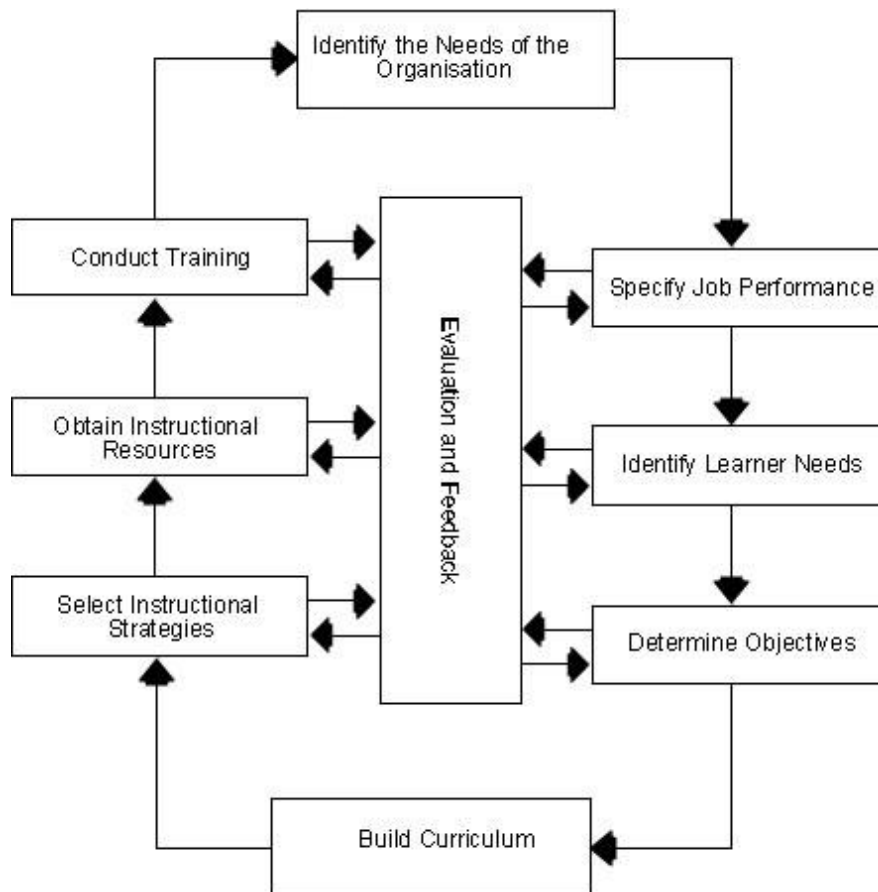 Identify the Needs of the
Organisation
Conduct Training
Specify Job Performance
Evaluation and Feedback
Obtain Instructional
Resources
Identify Learner Needs
Select Instructional
Strategies
Determine Objectives
Build Curriculum